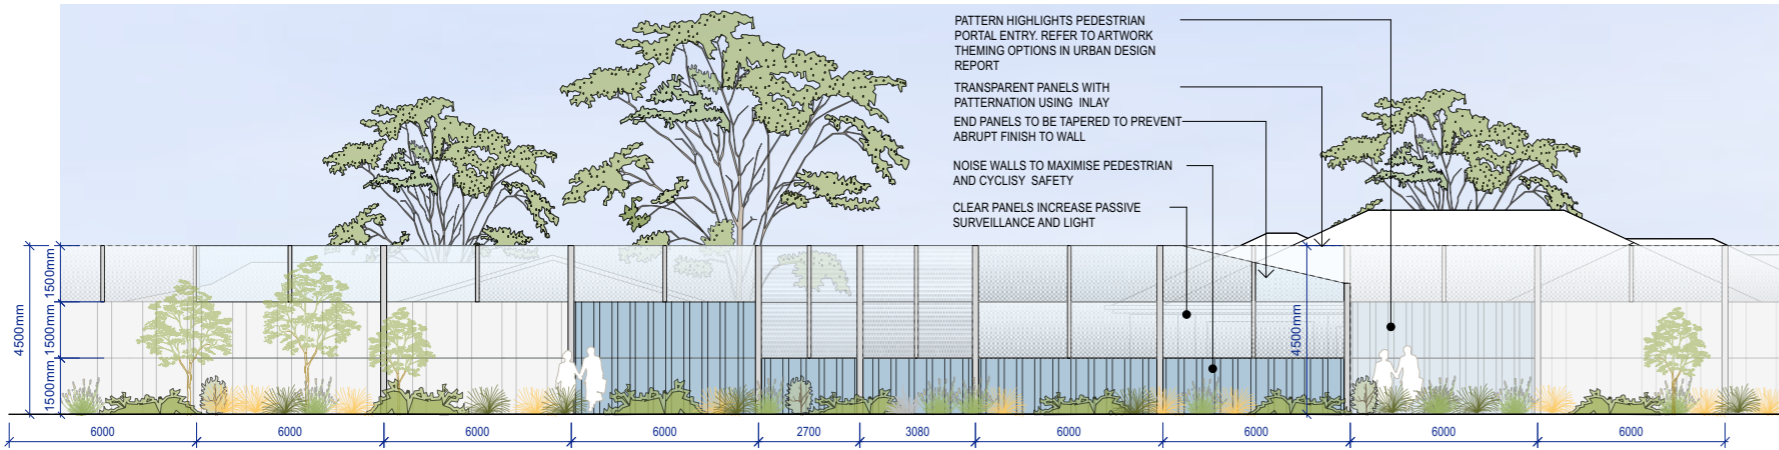 PATTERN HIGHLIGHTS PEDESTRIAN
PORTAL ENTRY. REFER TO ARTWORK
THEMING OPTIONS IN URBAN DESIGN
REPORT
TRANSPARENT PANELS WITH
PATTERNATION USING INLAY
END PANELS TO BE TAPERED TO PREVENT
ABRUPT FINISH TO WALL
NOISE WALLS TO MAXIMISE PEDESTRIAN
AND CYCLISY SAFETY
CLEAR PANELS INCREASE PASSIVE
SURVEILLANCE AND LIGHT
4500mm
1500mm
1500mm
1500mm
4500mm
6000
6000
6000
6000
2700
3080
6000
6000
6000
6000